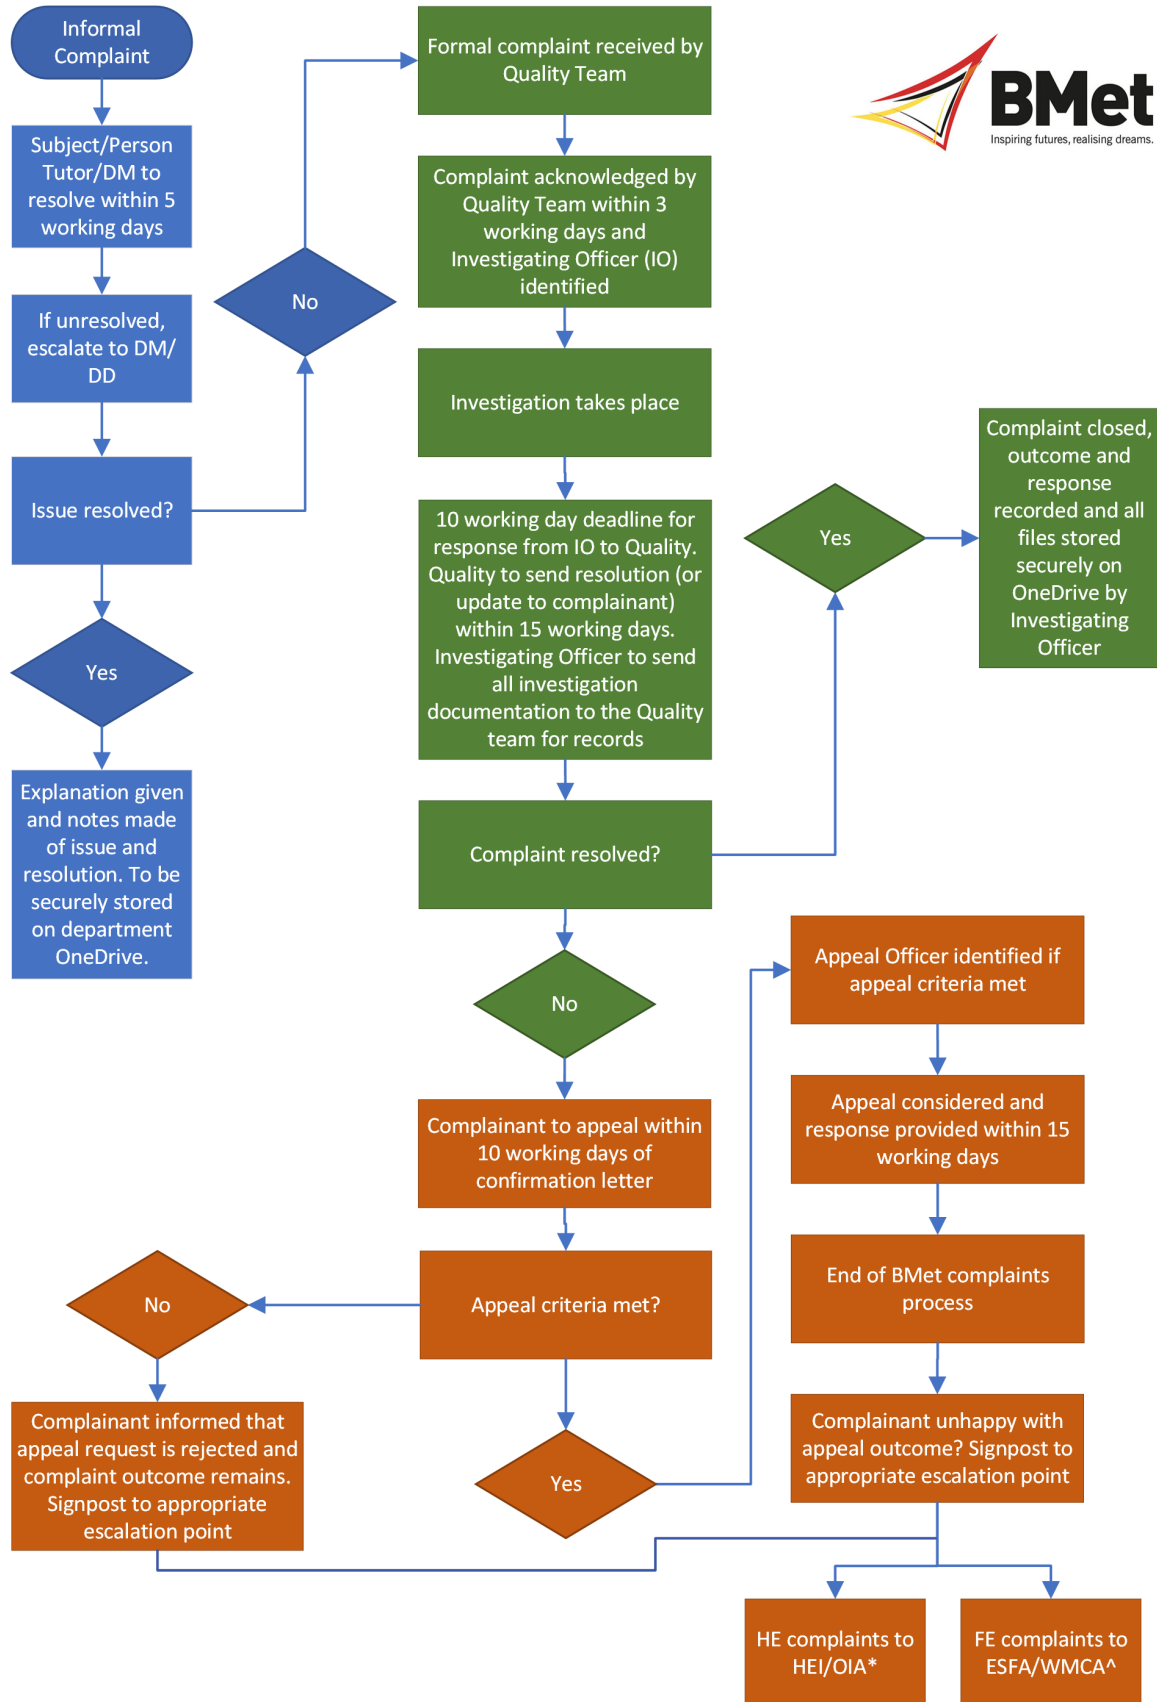 Informal
Complaint
Subject/Person
Tutor/DM to
resolve within 5
working days
If unresolved,
escalate to DM/
DD
Issue resolved?
No
Yes
Explanation given
and notes made
of issue and
resolution. To be
securely stored
on department
OneDrive.
Formal complaint received by
Quality Team
Complaint acknowledged by
Quality Team within 3
working days and
Investigating Officer (IO)
identified
Investigation takes place
10 working day deadline for
response from IO to Quality.
Quality to send resolution (or
update to complainant)
within 15 working days.
Investigating Officer to send
all investigation
documentation to the Quality
team for records
Complaint resolved?
Yes
Complaint closed,
outcome and
response
recorded and all
files stored
securely on
OneDrive by
Investigating
Officer
No
Complainant to appeal within
10 working days of
confirmation letter
Appeal criteria met?
No
Complainant informed that
appeal request is rejected and
complaint outcome remains.
Signpost to appropriate
escalation point
Yes
Appeal Officer identified if
appeal criteria met
Appeal considered and
response provided within 15
working days
End of BMet complaints
process
Complainant unhappy with
appeal outcome? Signpost to
appropriate escalation point
HE complaints to
HEI/OIA*
FE complaints to
ESFA/WMCA^
BMet
Inspiring futures, realising dreams.